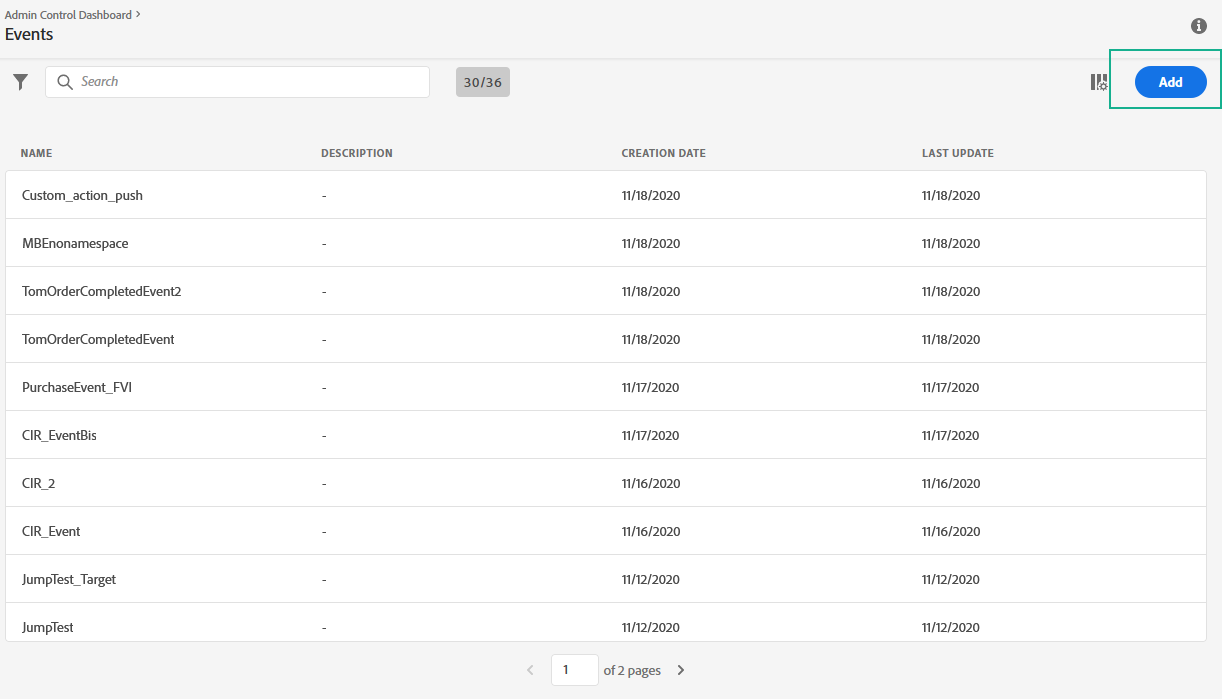 Admin Control Dashboard >
Events
Search 30/36 Add
NAME DESCRIPTION CREATION DATE LAST UPDATE
Custom_action_push - 11/18/2020 11/18/2020
MBEnonamespace - 11/18/2020 11/18/2020
TomOrderCompletedEvent2 - 11/18/2020 11/18/2020
TomOrderCompletedEvent - 11/18/2020 11/18/2020
PurchaseEvent_FVI - 11/17/2020 11/17/2020
CIR_EventBis - 11/17/2020 11/17/2020
CIR_2 - 11/16/2020 11/16/2020
CIR_Event - 11/16/2020 11/16/2020
JumpTest_Target - 11/12/2020 11/12/2020
JumpTest - 11/12/2020 11/12/2020
< 1 of 2 pages >